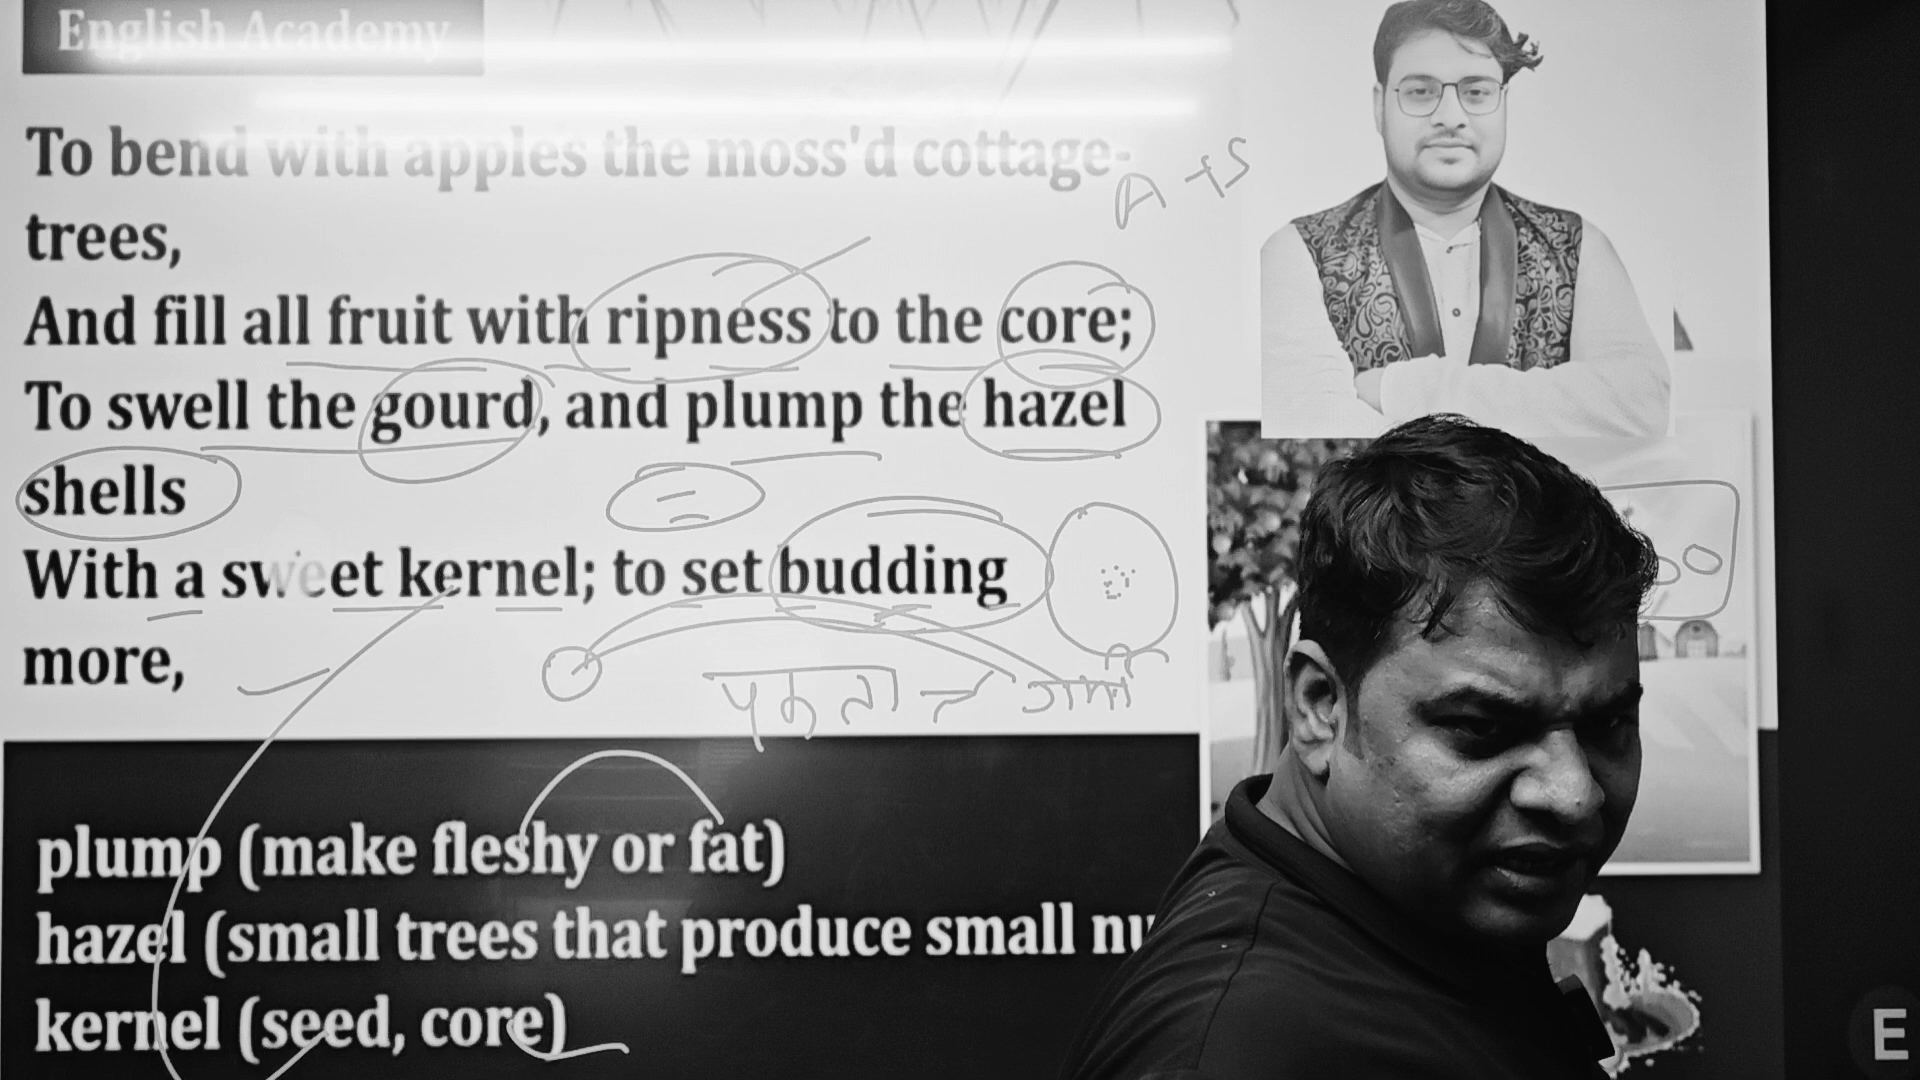 English Academy
To bend with apples the moss'd cottage-
trees,
A+S
And fill all fruit with ripness to the core;
To swell the gourd, and plump the hazel
shells
With a sweet kernel; to set budding
more,
plump (make fleshy or fat)
hazel (small trees that produce small
kernel (seed, core)
E